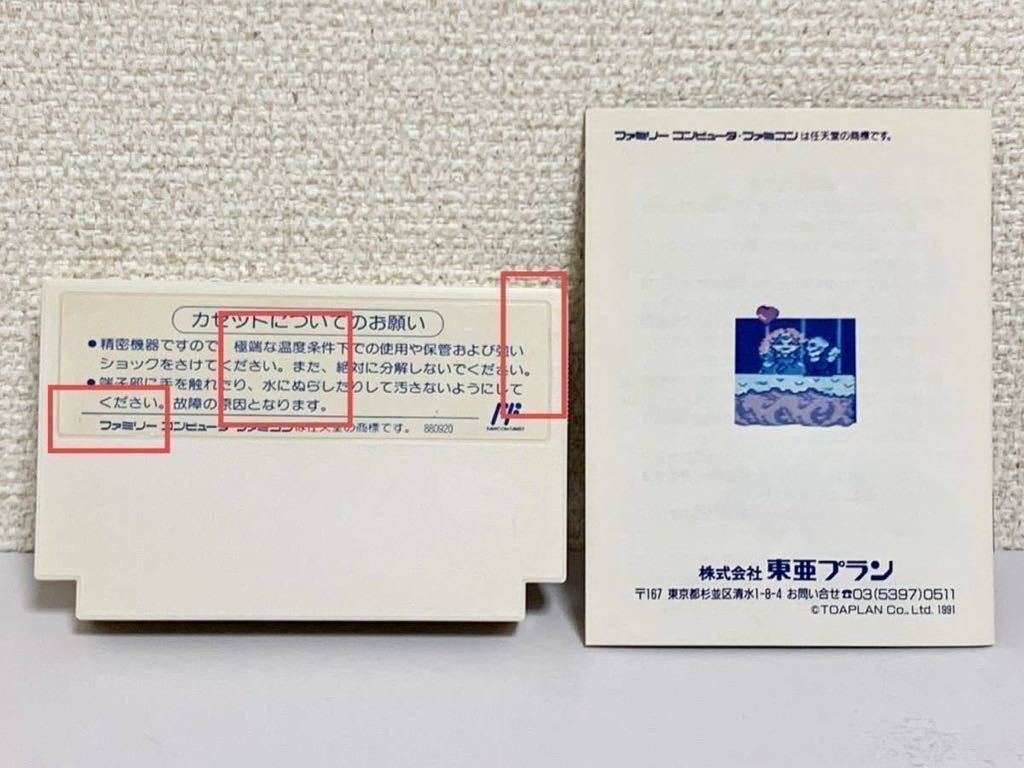 カセットについてのお願い
●精密機器ですので、極端な温度条件下での使用や保管および強い
ショックをさけてください。また、絶対に分解しないでください。
●端子部に手を触れたり、水にぬらしたりして汚さないようにして
ください。故障の原因となります。
ファミリー コンピュータ・ファミコンは任天堂の商標です。 880920
FAMICOM FAMILY
ファミリー コンピュータ・ファミコンは任天堂の商標です。
株式会社 東亜プラン
〒167 東京都杉並区清水1-8-4 お問い合せ☎03(5397)0511
©TOAPLAN Co., Ltd. 1991